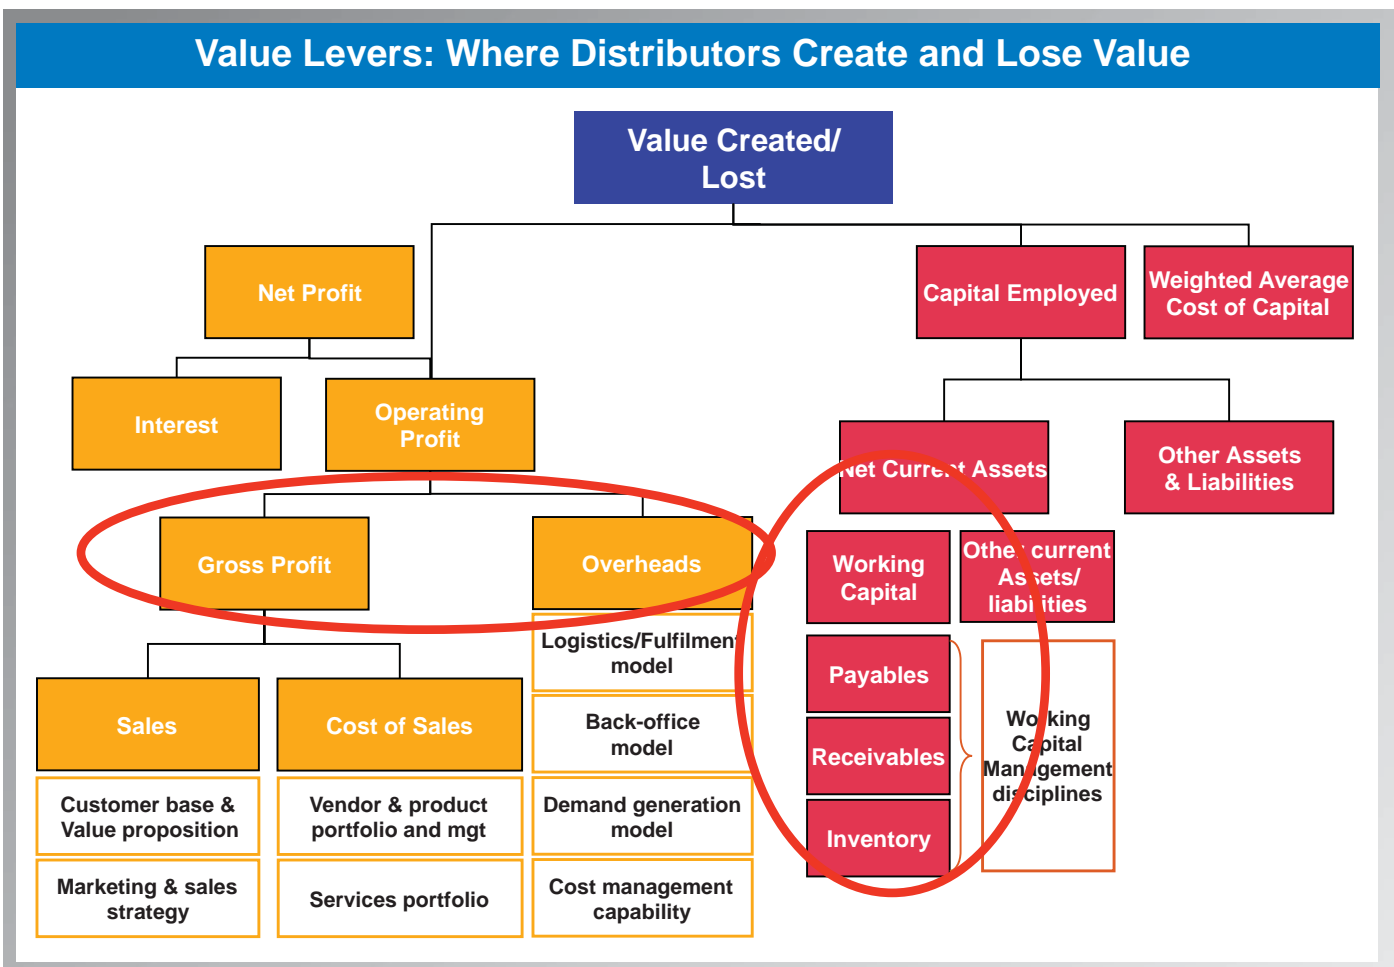 Value Levers: Where Distributors Create and Lose Value
Value Created/
Lost
Net Profit
Capital Employed
Weighted Average
Cost of Capital
Interest
Operating
Profit
Net Current Assets
Other Assets
& Liabilities
Gross Profit
Overheads
Working
Capital
Other current
Assets/
liabilities
Logistics/Fulfilment
model
Payables
Sales
Cost of Sales
Back-office
model
Receivables
Working
Capital
Management
disciplines
Customer base &
Value proposition
Vendor & product
portfolio and mgt
Demand generation
model
Inventory
Marketing & sales
strategy
Services portfolio
Cost management
capability